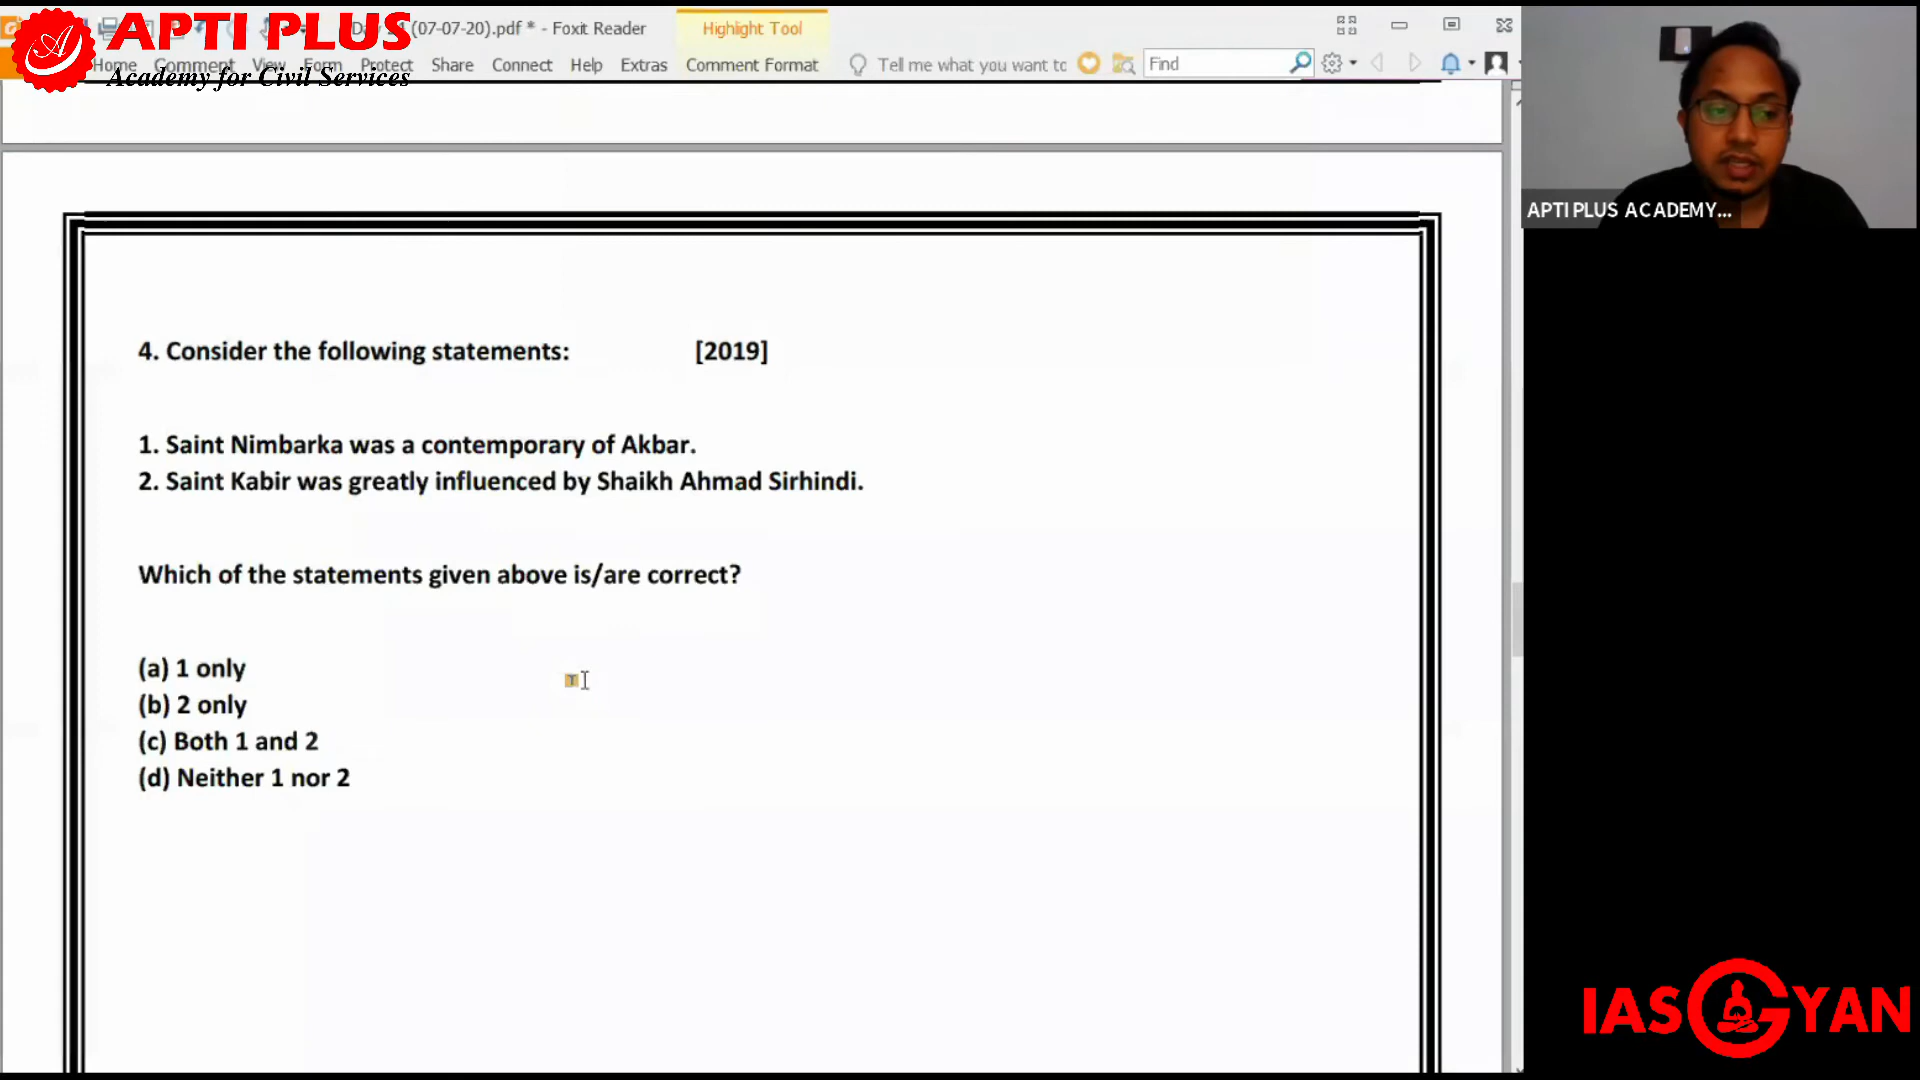 APTI PLUS
Academy for Civil Services
(07-07-20).pdf * - Foxit Reader
Highlight Tool
Home Comment View Form Protect Share Connect Help Extras Comment Format Tell me what you want to Find
APTI PLUS ACADEMY...
4. Consider the following statements: [2019]
1. Saint Nimbarka was a contemporary of Akbar.
2. Saint Kabir was greatly influenced by Shaikh Ahmad Sirhindi.
Which of the statements given above is/are correct?
(a) 1 only
(b) 2 only
(c) Both 1 and 2
(d) Neither 1 nor 2
IAS GYAN